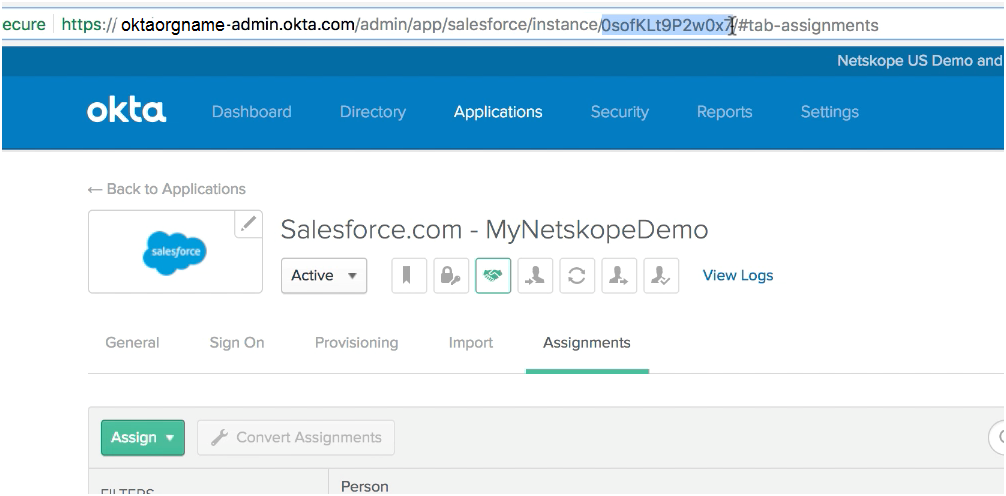 ecure https:// oktaorgname-admin.okta.com/admin/app/salesforce/instance/0sofKLt9P2w0x7/#tab-assignments
Netskope US Demo and
okta Dashboard Directory Applications Security Reports Settings
← Back to Applications
salesforce
Salesforce.com - MyNetskopeDemo
Active View Logs
General Sign On Provisioning Import Assignments
Assign Convert Assignments
FILTERS Person